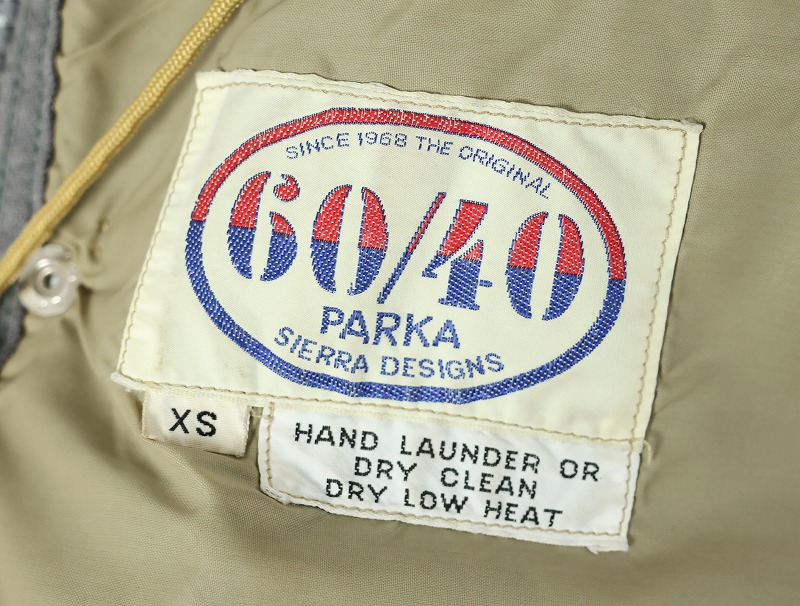 SINCE 1968 THE ORIGINAL
60/40
PARKA
SIERRA DESIGNS
XS
HAND LAUNDER OR
DRY CLEAN
DRY LOW HEAT